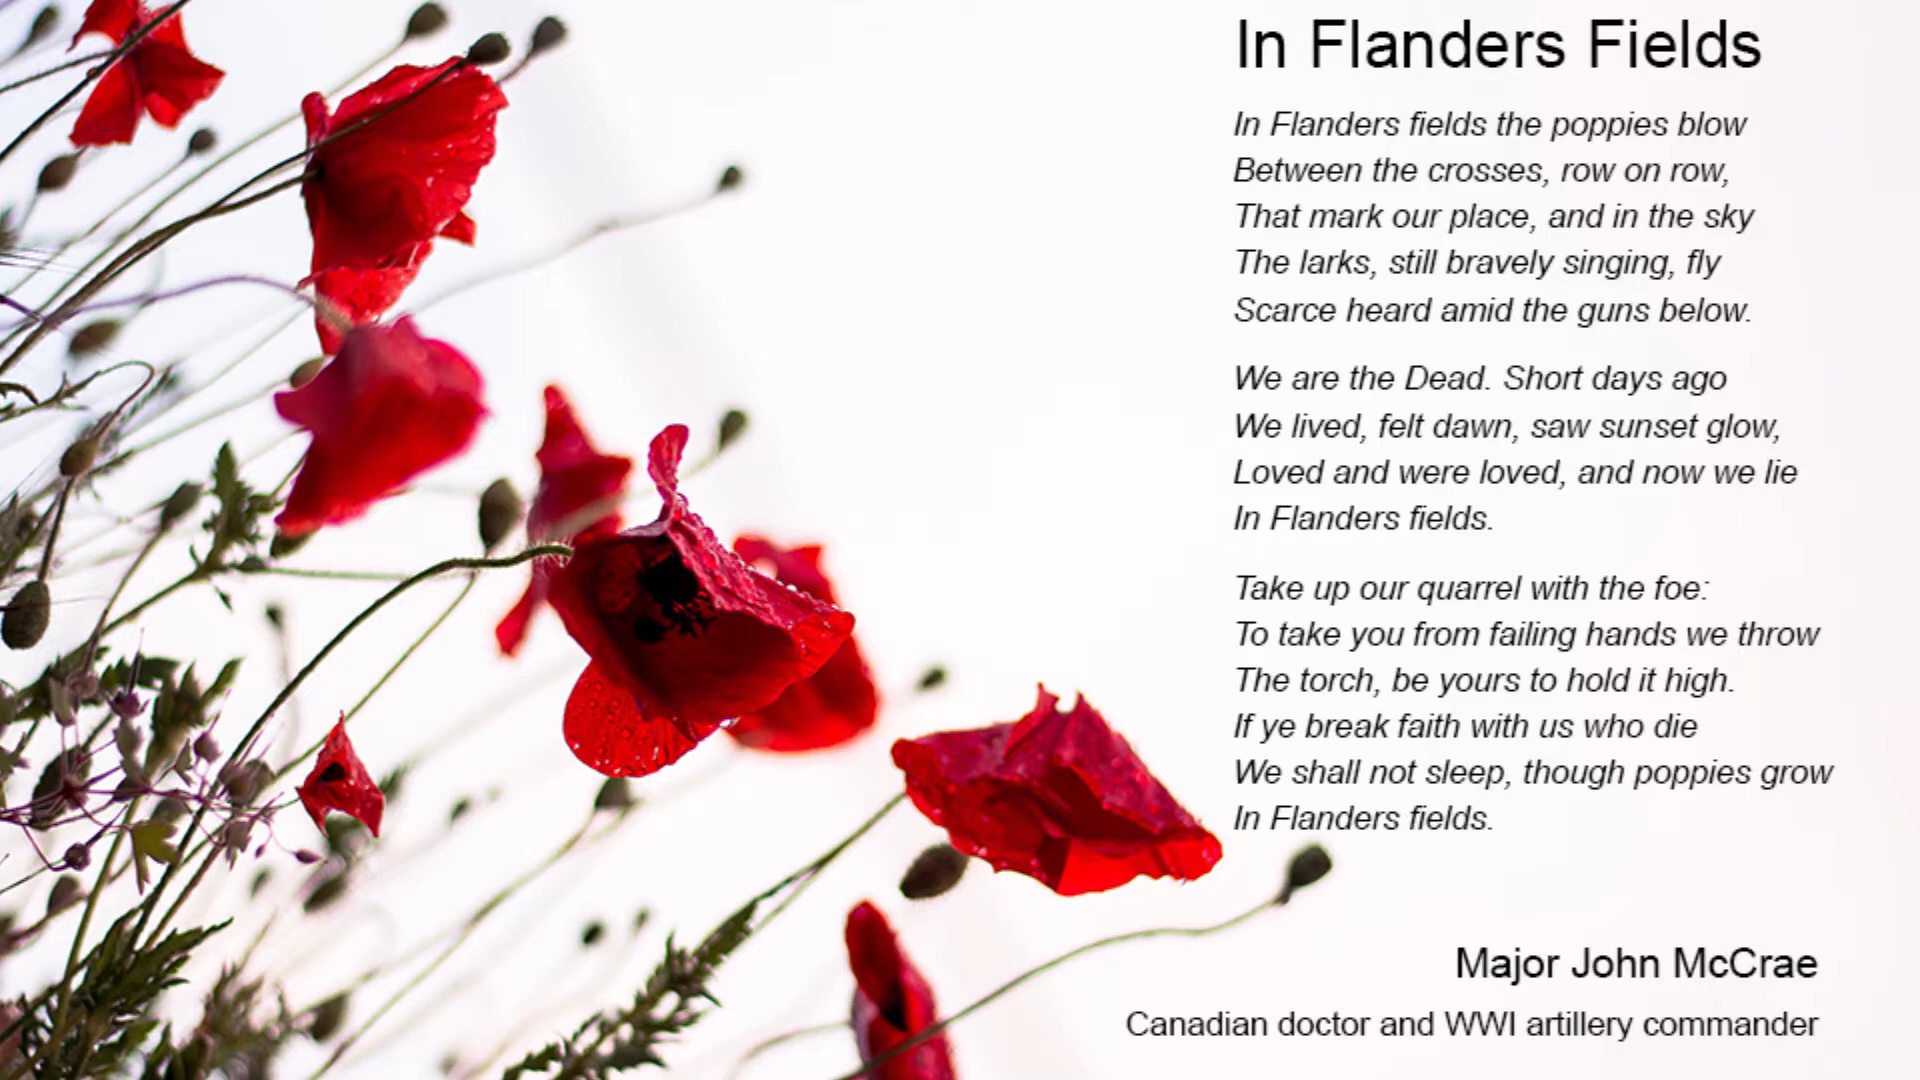 In Flanders Fields
In Flanders fields the poppies blow
Between the crosses, row on row,
That mark our place, and in the sky
The larks, still bravely singing, fly
Scarce heard amid the guns below.
We are the Dead. Short days ago
We lived, felt dawn, saw sunset glow,
Loved and were loved, and now we lie
In Flanders fields.
Take up our quarrel with the foe:
To take you from failing hands we throw
The torch, be yours to hold it high.
If ye break faith with us who die
We shall not sleep, though poppies grow
In Flanders fields.
Major John McCrae
Canadian doctor and WWI artillery commander